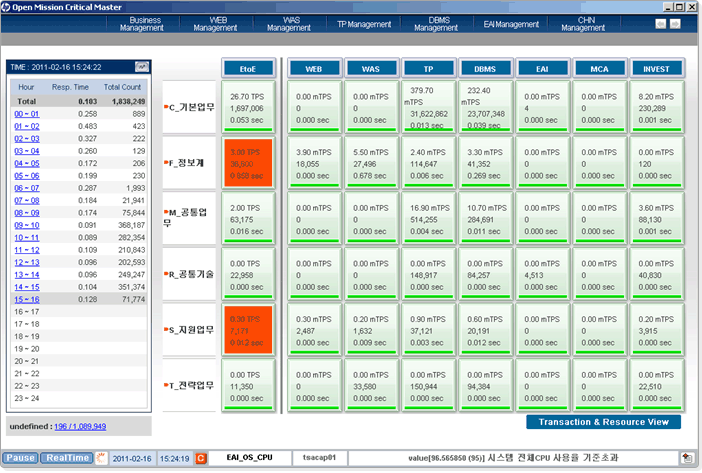 Open Mission Critical Master
Business Management WEB Management WAS Management TP Management DBMS Management EAI Management CHN Management
TIME : 2011-02-16 15:24:22
Hour Resp. Time Total Count
Total 0.183 1,838,249
00 ~ 01 0.258 889
01 ~ 02 0.483 423
02 ~ 03 0.327 222
03 ~ 04 0.260 129
04 ~ 05 0.172 206
05 ~ 06 0.199 230
06 ~ 07 0.287 1,993
07 ~ 08 0.184 21,941
08 ~ 09 0.174 75,844
09 ~ 10 0.091 368,187
10 ~ 11 0.089 282,354
11 ~ 12 0.109 210,843
12 ~ 13 0.096 202,593
13 ~ 14 0.096 249,247
14 ~ 15 0.104 351,374
15 ~ 16 0.128 71,774
16 ~ 17
17 ~ 18
18 ~ 19
19 ~ 20
20 ~ 21
21 ~ 22
22 ~ 23
23 ~ 24
undefined : 196 / 1,089,949
EtoE WEB WAS TP DBMS EAI MCA INVEST
C_기본업무
26.70 TPS 0.00 mTPS 0.00 mTPS 379.70 mTPS 232.40 mTPS 0.00 mTPS 0.00 mTPS 8.20 mTPS
1,697,006 0 0 31,622,862 23,707,348 4 0 230,289
0.053 sec 0.000 sec 0.000 sec 0.013 sec 0.039 sec 0.000 sec 0.000 sec 0.001 sec
F_정보계
3.90 mTPS 5.50 mTPS 2.40 mTPS 3.30 mTPS 0.00 mTPS 0.00 mTPS 0.00 mTPS
18,055 27,496 114,647 41,352 0 0 120
0.000 sec 0.678 sec 0.006 sec 0.269 sec 0.000 sec 0.000 sec 0.000 sec
M_공통업무
2.00 TPS 0.00 mTPS 0.00 mTPS 16.90 mTPS 10.70 mTPS 0.00 mTPS 0.00 mTPS 3.60 mTPS
63,175 0 0 514,255 284,691 0 0 88,130
0.016 sec 0.000 sec 0.000 sec 0.004 sec 0.011 sec 0.000 sec 0.000 sec 0.001 sec
R_공통기술
0.00 TPS 0.00 mTPS 0.00 mTPS 0.00 mTPS 0.00 mTPS 0.00 mTPS 0.00 mTPS 0.00 mTPS
22,958 0 0 148,917 84,257 4,513 0 40,830
0.000 sec 0.000 sec 0.000 sec 0.000 sec 0.000 sec 0.000 sec 0.000 sec 0.000 sec
S_지원업무
0.30 TPS 0.30 mTPS 0.20 mTPS 0.90 mTPS 0.60 mTPS 0.00 mTPS 0.00 mTPS 0.20 mTPS
7,171 2,487 1,632 37,121 20,191 0 0 3,915
0.012 sec 0.000 sec 0.009 sec 0.003 sec 0.012 sec 0.000 sec 0.000 sec 0.000 sec
T_전략업무
0.00 TPS 0.00 mTPS 0.00 mTPS 0.00 mTPS 0.00 mTPS 0.00 mTPS 0.00 mTPS 0.00 mTPS
11,350 0 33,580 150,944 94,384 0 0 22,510
0.000 sec 0.000 sec 0.000 sec 0.000 sec 0.000 sec 0.000 sec 0.000 sec 0.000 sec
Transaction & Resource View
Pause RealTime 2011-02-16 15:24:19 C EAI_OS_CPU tsacap01 value[96.565850 (95)] 시스템 전체CPU 사용률 기준초과